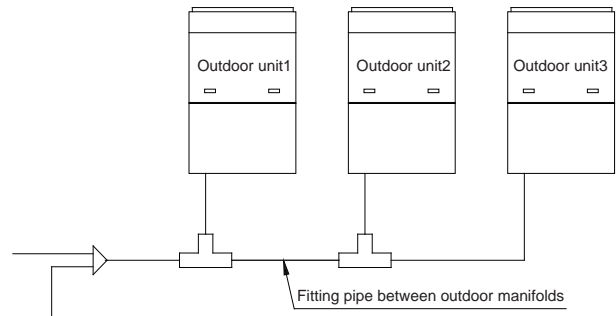 Outdoor unit1
Outdoor unit2
Outdoor unit3
Fitting pipe between outdoor manifolds